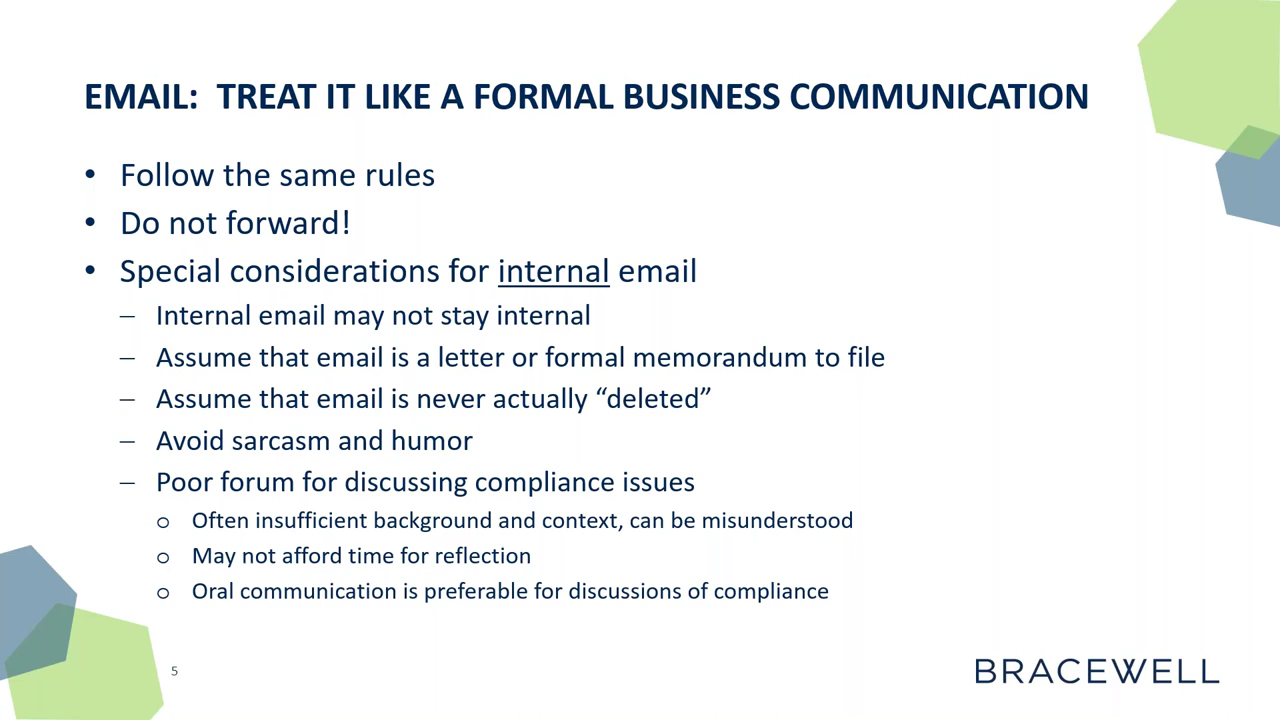 EMAIL: TREAT IT LIKE A FORMAL BUSINESS COMMUNICATION
• Follow the same rules
• Do not forward!
• Special considerations for internal email
– Internal email may not stay internal
– Assume that email is a letter or formal memorandum to file
– Assume that email is never actually “deleted”
– Avoid sarcasm and humor
– Poor forum for discussing compliance issues
o Often insufficient background and context, can be misunderstood
o May not afford time for reflection
o Oral communication is preferable for discussions of compliance
5
BRACEWELL